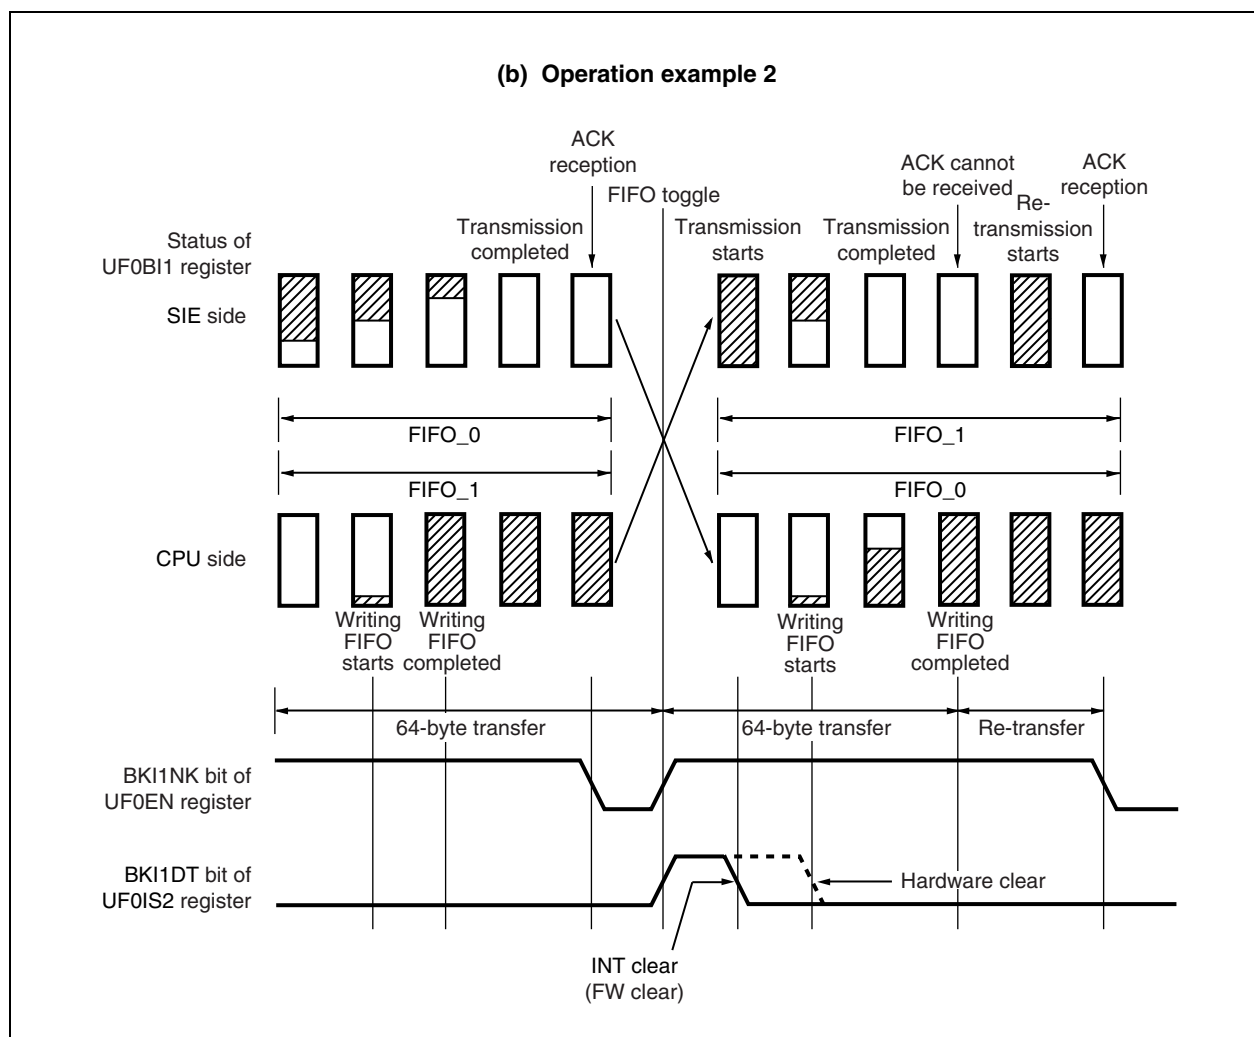 (b) Operation example 2
ACK
reception
FIFO toggle
ACK cannot
be received
ACK
reception
Status of
UF0BI1 register
Transmission
completed
Transmission
starts
Transmission
completed
Re-
transmission
starts
SIE side
FIFO_0
FIFO_1
FIFO_1
FIFO_0
CPU side
Writing
FIFO
starts
Writing
FIFO
completed
Writing
FIFO
starts
Writing
FIFO
completed
64-byte transfer
64-byte transfer
Re-transfer
BKI1NK bit of
UF0EN register
BKI1DT bit of
UF0IS2 register
Hardware clear
INT clear
(FW clear)